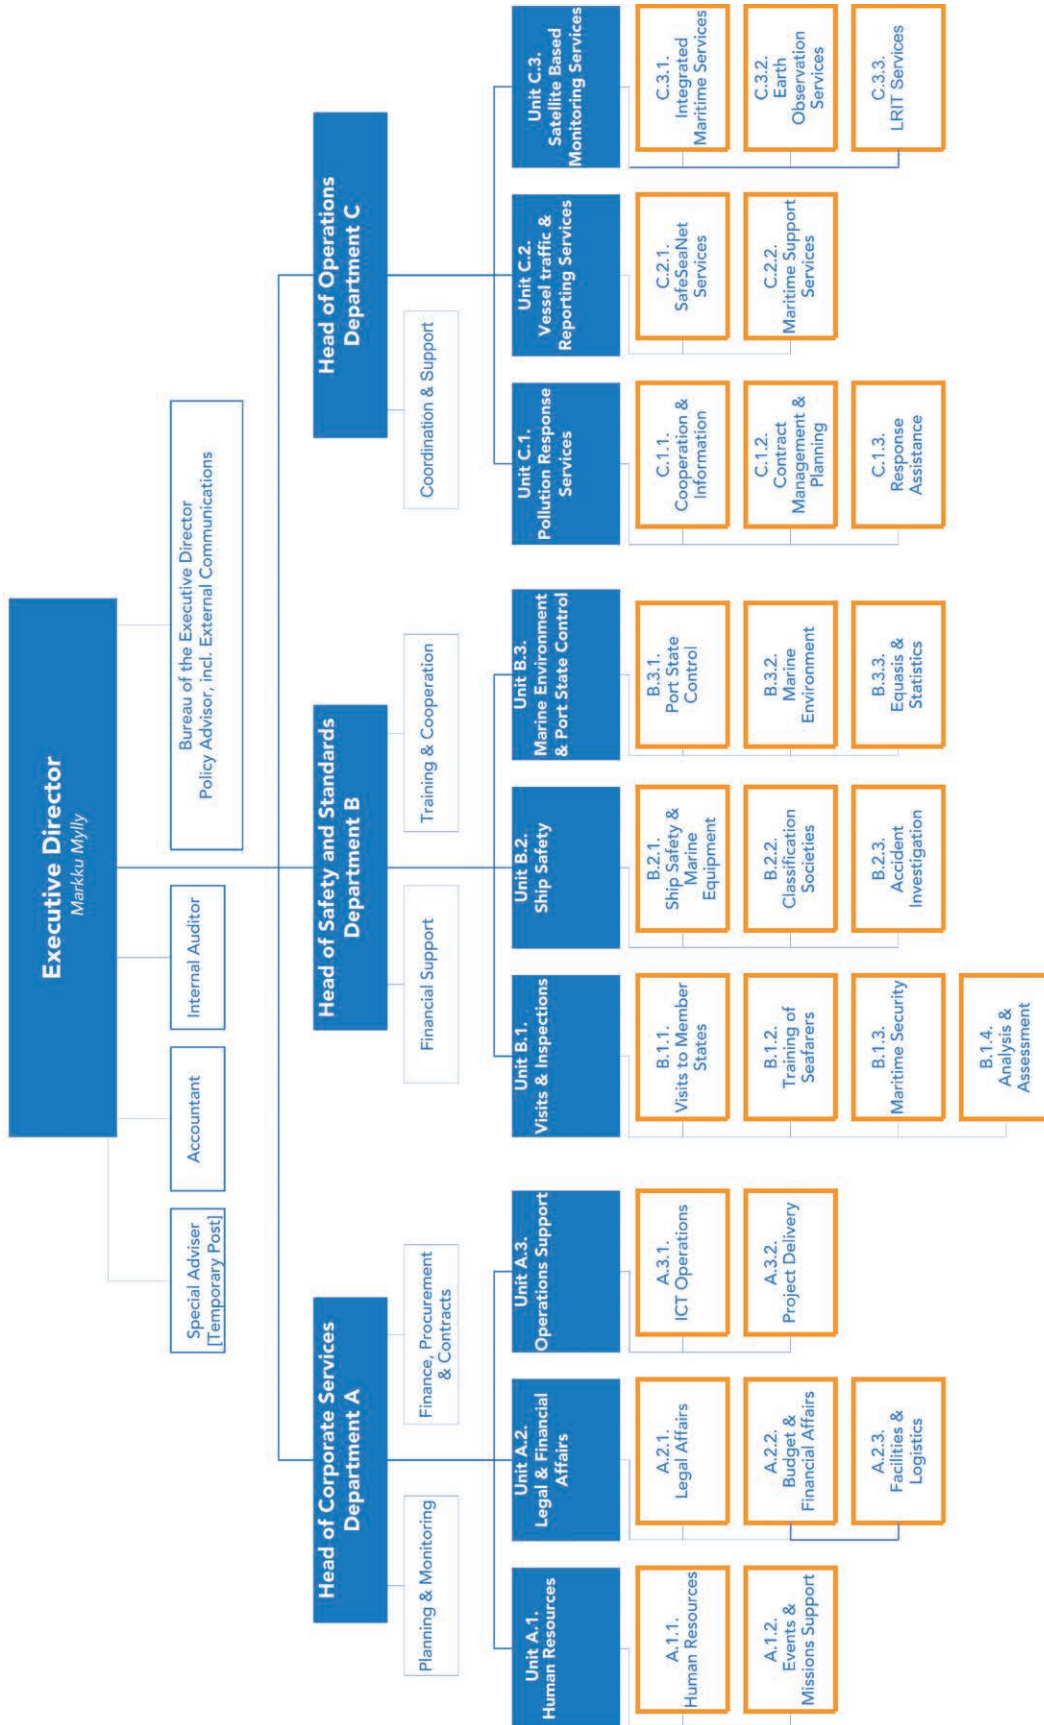 Executive Director
Markku Mylly
Special Adviser
[Temporary Post]
Accountant
Internal Auditor
Bureau of the Executive Director
Policy Advisor, incl. External Communications
Head of Corporate Services
Department A
Planning & Monitoring
Finance, Procurement
& Contracts
Head of Safety and Standards
Department B
Financial Support
Training & Cooperation
Head of Operations
Department C
Coordination & Support
Unit A.1.
Human Resources
A.1.1.
Human Resources
A.1.2.
Events &
Missions Support
Unit A.2.
Legal & Financial
Affairs
A.2.1.
Legal Affairs
A.2.2.
Budget &
Financial Affairs
A.2.3.
Facilities &
Logistics
Unit A.3.
Operations Support
A.3.1.
ICT Operations
A.3.2.
Project Delivery
Unit B.1.
Visits & Inspections
B.1.1.
Visits to Member
States
B.1.2.
Training of
Seafarers
B.1.3.
Maritime Security
B.1.4.
Analysis &
Assessment
Unit B.2.
Ship Safety
B.2.1.
Ship Safety &
Marine
Equipment
B.2.2.
Classification
Societies
B.2.3.
Accident
Investigation
Unit B.3.
Marine Environment
& Port State Control
B.3.1.
Port State
Control
B.3.2.
Marine
Environment
B.3.3.
Equasis &
Statistics
Unit C.1.
Pollution Response
Services
C.1.1.
Cooperation &
Information
C.1.2.
Contract
Management &
Planning
C.1.3.
Response
Assistance
Unit C.2.
Vessel traffic &
Reporting Services
C.2.1.
SafeSeaNet
Services
C.2.2.
Maritime Support
Services
Unit C.3.
Satellite Based
Monitoring Services
C.3.1.
Integrated
Maritime Services
C.3.2.
Earth
Observation
Services
C.3.3.
LRIT Services